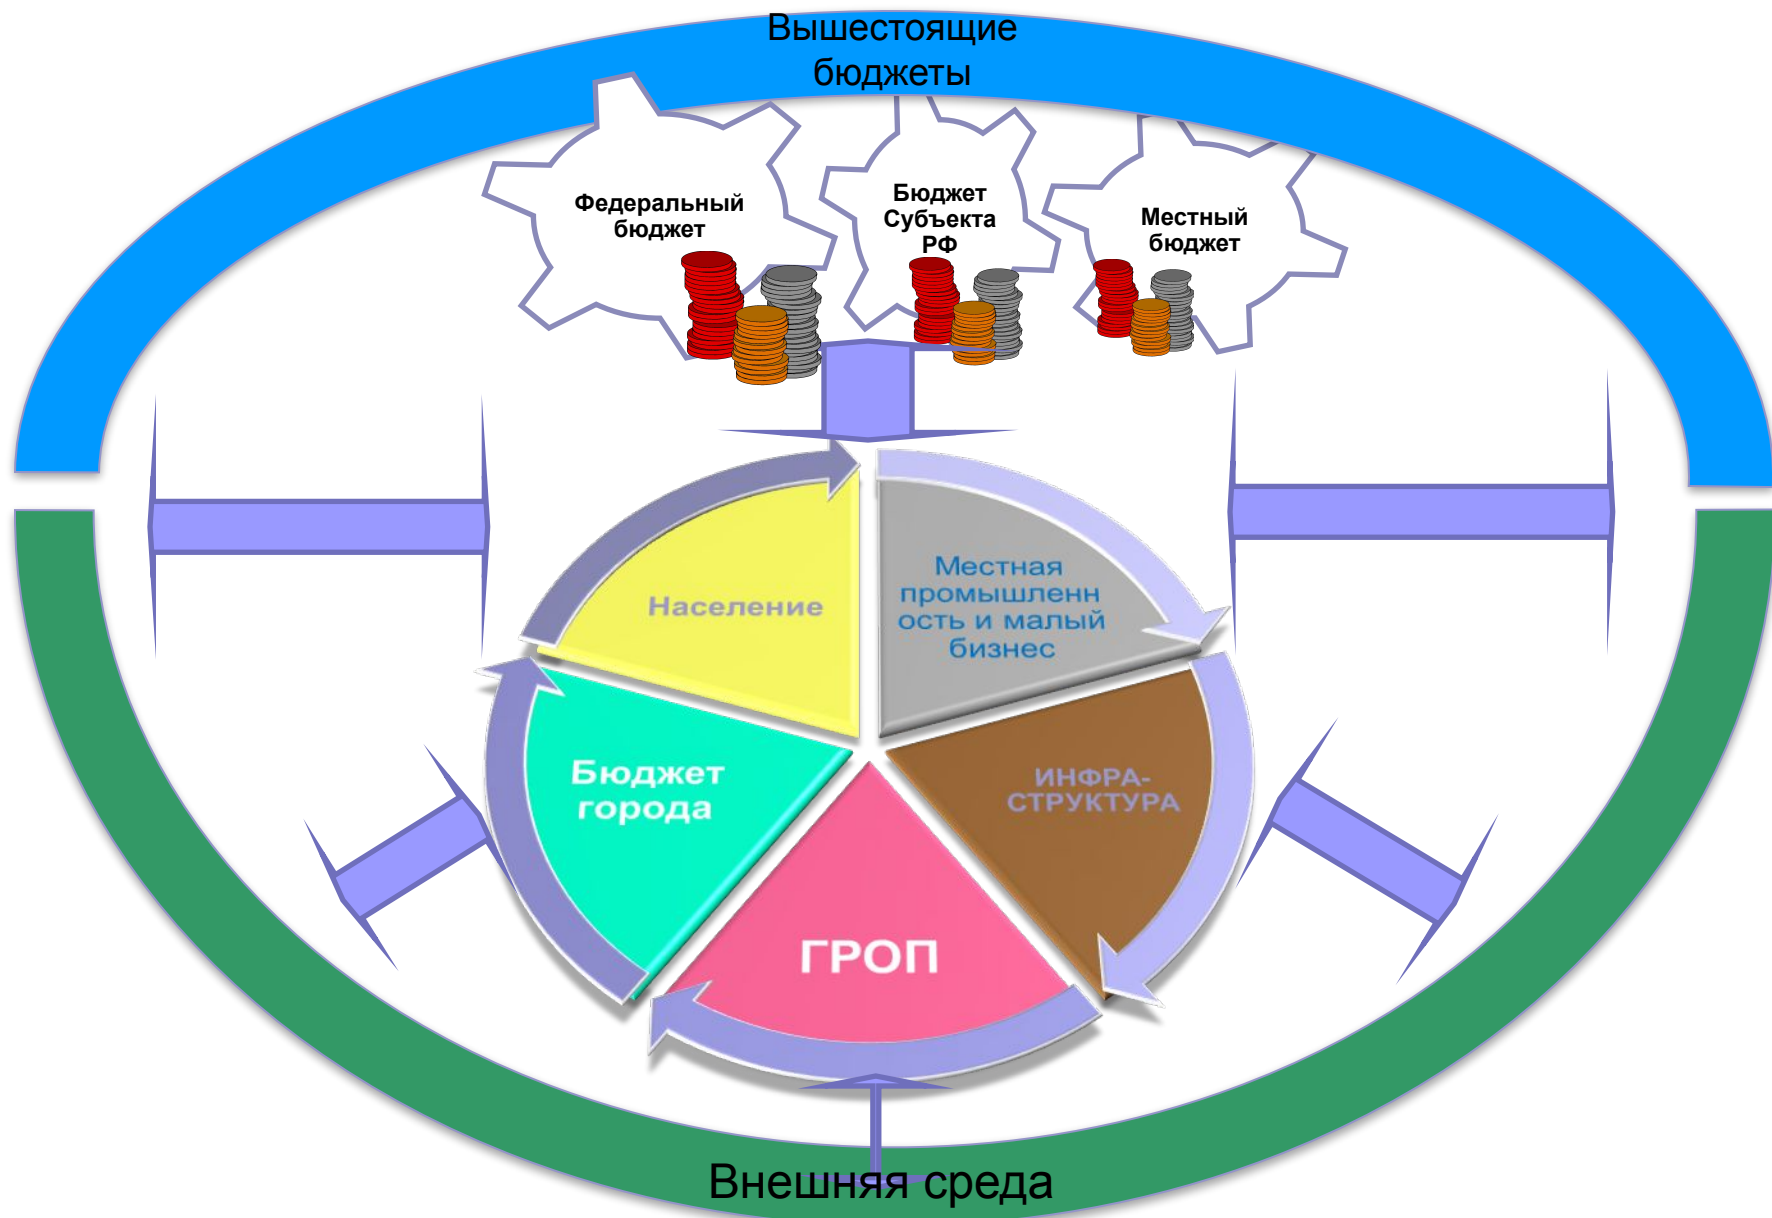 Вышестоящие
бюджеты
Федеральный
бюджет
Бюджет
Субъекта
РФ
Местный
бюджет
Население
Местная
промышленн
ость и малый
бизнес
Бюджет
города
ИНФРА-
СТРУКТУРА
ГРОП
Внешняя среда